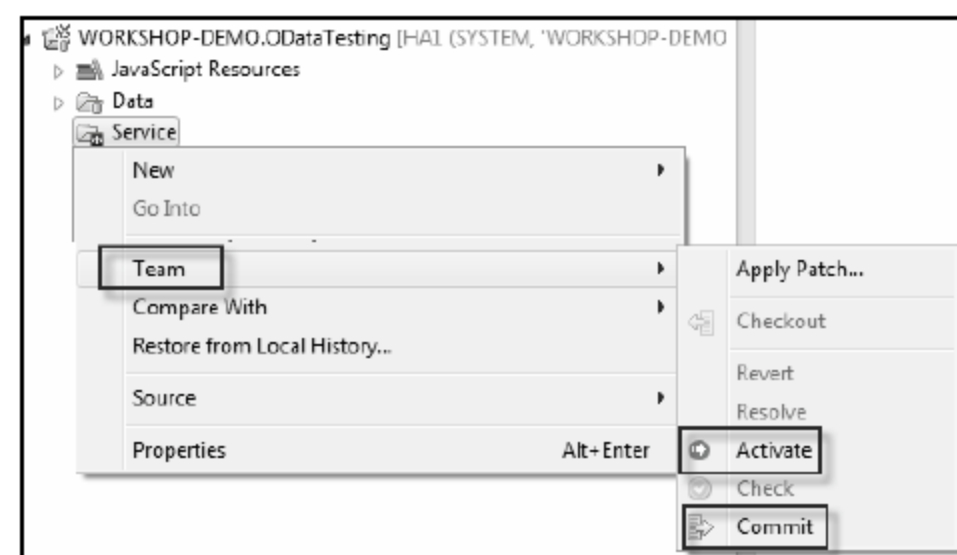 WORKSHOP-DEMO.ODataTesting [HA1 (SYSTEM, 'WORKSHOP-DEMO
JavaScript Resources
Data
Service
New
Go Into
Team
Compare With
Restore from Local History...
Source
Properties Alt+Enter
Apply Patch...
Checkout
Revert
Resolve
Activate
Check
Commit